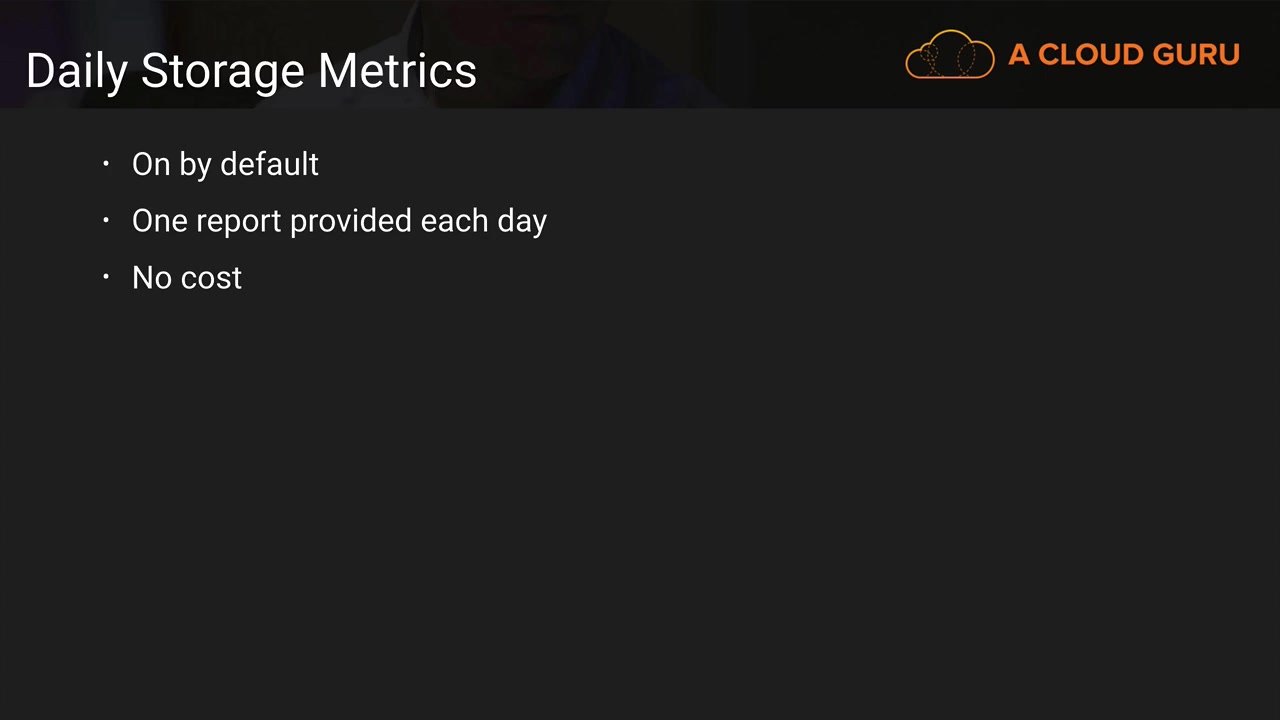 Daily Storage Metrics
A CLOUD GURU
• On by default
• One report provided each day
• No cost